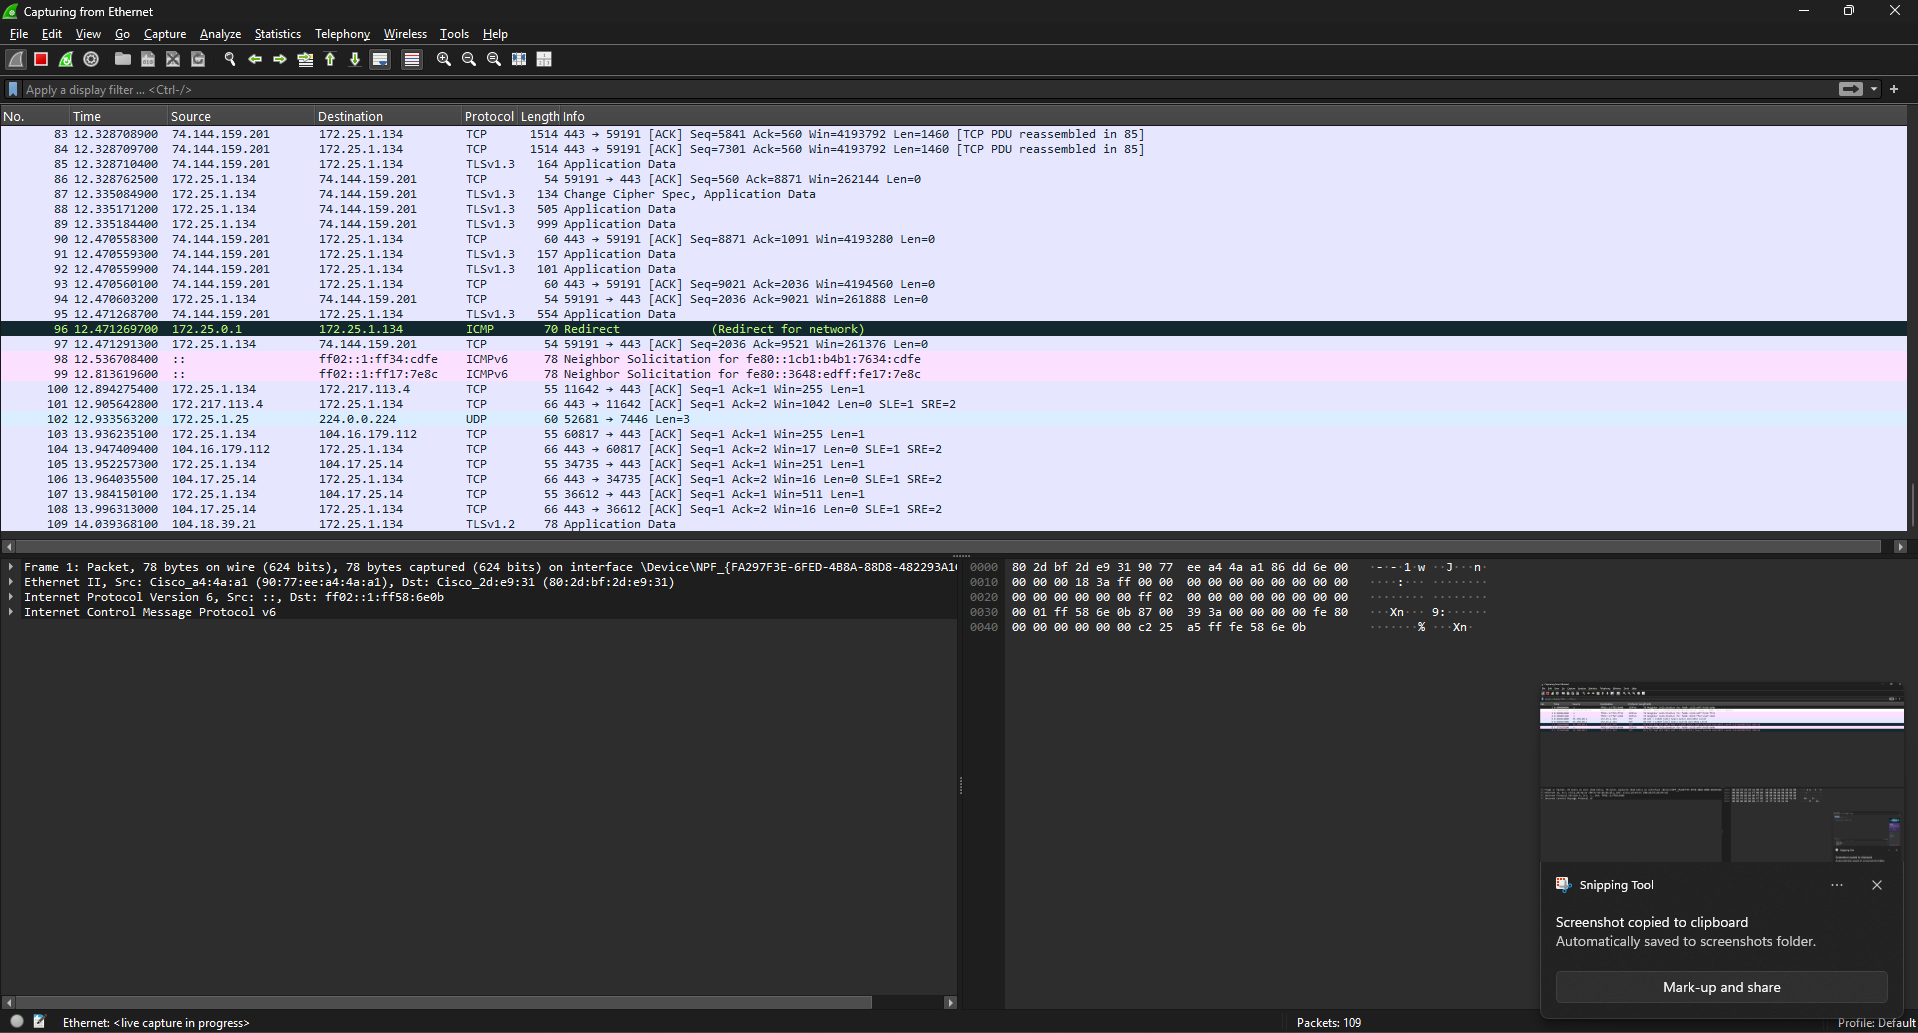 Capturing from Ethernet
File Edit View Go Capture Analyze Statistics Telephony Wireless Tools Help
Apply a display filter ... <Ctrl-/>
No. Time Source Destination Protocol Length Info
83 12.328708900 74.144.159.201 172.25.1.134 TCP 1514 443 → 59191 [ACK] Seq=5841 Ack=560 Win=4193792 Len=1460 [TCP PDU reassembled in 85]
84 12.328709700 74.144.159.201 172.25.1.134 TCP 1514 443 → 59191 [ACK] Seq=7301 Ack=560 Win=4193792 Len=1460 [TCP PDU reassembled in 85]
85 12.328710400 74.144.159.201 172.25.1.134 TLSv1.3 164 Application Data
86 12.328762500 172.25.1.134 74.144.159.201 TCP 54 59191 → 443 [ACK] Seq=560 Ack=8871 Win=262144 Len=0
87 12.335084900 172.25.1.134 74.144.159.201 TLSv1.3 134 Change Cipher Spec, Application Data
88 12.335171200 172.25.1.134 74.144.159.201 TLSv1.3 505 Application Data
89 12.335184400 172.25.1.134 74.144.159.201 TLSv1.3 999 Application Data
90 12.470558300 74.144.159.201 172.25.1.134 TCP 60 443 → 59191 [ACK] Seq=8871 Ack=1091 Win=4193280 Len=0
91 12.470559300 74.144.159.201 172.25.1.134 TLSv1.3 157 Application Data
92 12.470559900 74.144.159.201 172.25.1.134 TLSv1.3 101 Application Data
93 12.470560100 74.144.159.201 172.25.1.134 TCP 60 443 → 59191 [ACK] Seq=9021 Ack=2036 Win=4194560 Len=0
94 12.470603200 172.25.1.134 74.144.159.201 TCP 54 59191 → 443 [ACK] Seq=2036 Ack=9021 Win=261888 Len=0
95 12.471268700 74.144.159.201 172.25.1.134 TLSv1.3 554 Application Data
96 12.471269700 172.25.0.1 172.25.1.134 ICMP 70 Redirect (Redirect for network)
97 12.471291300 172.25.1.134 74.144.159.201 TCP 54 59191 → 443 [ACK] Seq=2036 Ack=9521 Win=261376 Len=0
98 12.536708400 :: ff02::1:ff34:cdfe ICMPv6 78 Neighbor Solicitation for fe80::1cb1:b4b1:7634:cdfe
99 12.813619600 :: ff02::1:ff17:7e8c ICMPv6 78 Neighbor Solicitation for fe80::3648:edff:fe17:7e8c
100 12.894275400 172.25.1.134 172.217.113.4 TCP 55 11642 → 443 [ACK] Seq=1 Ack=1 Win=255 Len=1
101 12.905642800 172.217.113.4 172.25.1.134 TCP 66 443 → 11642 [ACK] Seq=1 Ack=2 Win=1042 Len=0 SLE=1 SRE=2
102 12.933563200 172.25.1.25 224.0.0.224 UDP 60 52681 → 7446 Len=3
103 13.936235100 172.25.1.134 104.16.179.112 TCP 55 60817 → 443 [ACK] Seq=1 Ack=1 Win=255 Len=1
104 13.947409400 104.16.179.112 172.25.1.134 TCP 66 443 → 60817 [ACK] Seq=1 Ack=2 Win=17 Len=0 SLE=1 SRE=2
105 13.952257300 172.25.1.134 104.17.25.14 TCP 55 34735 → 443 [ACK] Seq=1 Ack=1 Win=251 Len=1
106 13.964035500 104.17.25.14 172.25.1.134 TCP 66 443 → 34735 [ACK] Seq=1 Ack=2 Win=16 Len=0 SLE=1 SRE=2
107 13.984150100 172.25.1.134 104.17.25.14 TCP 55 36612 → 443 [ACK] Seq=1 Ack=1 Win=511 Len=1
108 13.996313000 104.17.25.14 172.25.1.134 TCP 66 443 → 36612 [ACK] Seq=1 Ack=2 Win=16 Len=0 SLE=1 SRE=2
109 14.039368100 104.18.39.21 172.25.1.134 TLSv1.2 78 Application Data
Frame 1: Packet, 78 bytes on wire (624 bits), 78 bytes captured (624 bits) on interface \Device\NPF_{FA297F3E-6FED-4B8A-88D8-482293A1
Ethernet II, Src: Cisco_a4:4a:a1 (90:77:ee:a4:4a:a1), Dst: Cisco_2d:e9:31 (80:2d:bf:2d:e9:31)
Internet Protocol Version 6, Src: ::, Dst: ff02::1:ff58:6e0b
Internet Control Message Protocol v6
0000 80 2d bf 2d e9 31 90 77 ee a4 4a a1 86 dd 6e 00 ·-·-·1·w ··J···n·
0010 00 00 00 18 3a ff 00 00 00 00 00 00 00 00 00 00 ····:··· ········
0020 00 00 00 00 00 00 ff 02 00 00 00 00 00 00 00 00 ········ ········
0030 00 01 ff 58 6e 0b 87 00 39 3a 00 00 00 00 fe 80 ···Xn··· 9:······
0040 00 00 00 00 00 00 c2 25 a5 ff fe 58 6e 0b ·······% ···Xn·
Snipping Tool
Screenshot copied to clipboard
Automatically saved to screenshots folder.
Mark-up and share
Ethernet: <live capture in progress>
Packets: 109
Profile: Default